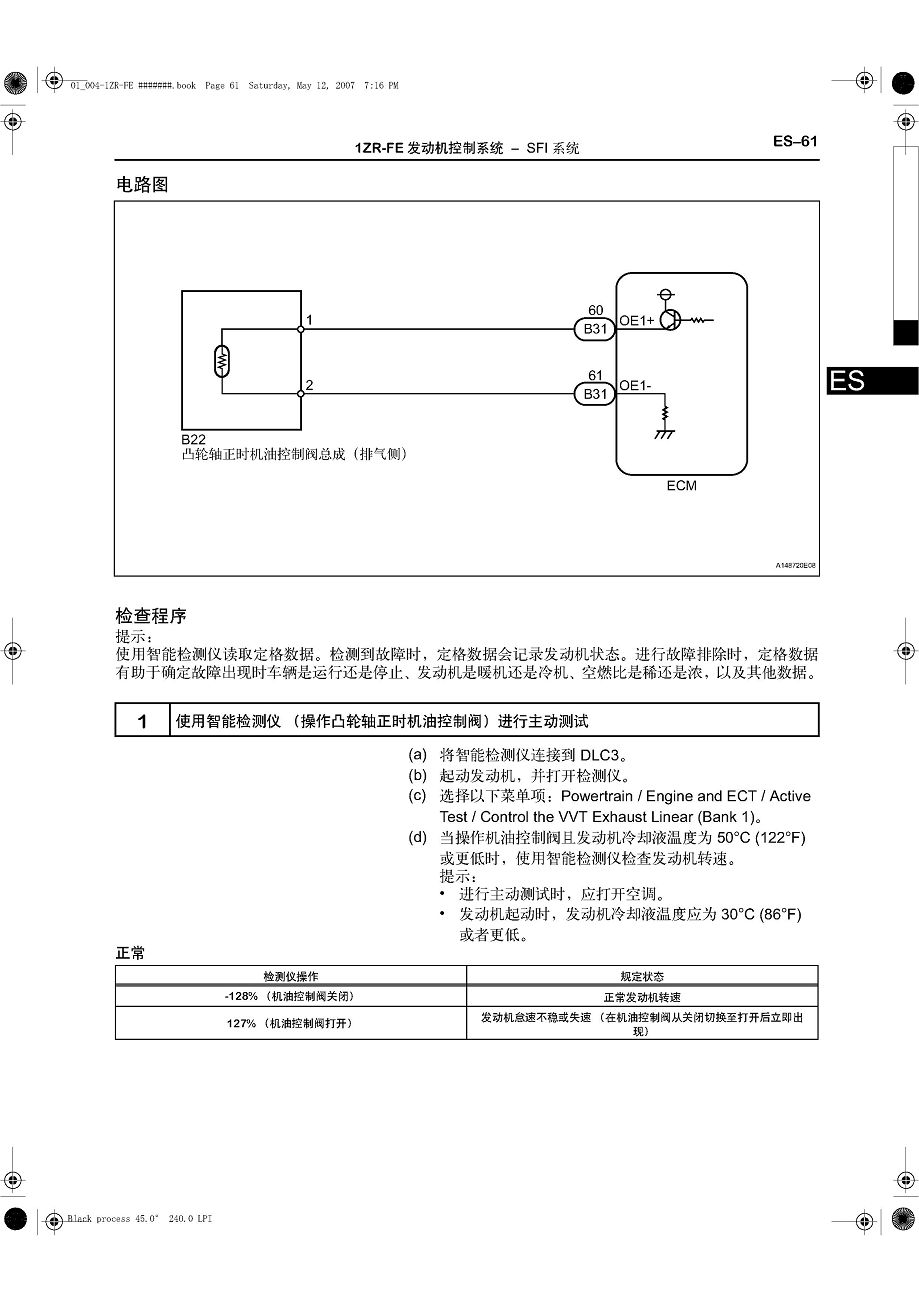 01_004-1ZR-FE #######.book Page 61 Saturday, May 12, 2007 7:16 PM
ES–61
1ZR-FE 发动机控制系统 – SFI 系统
电路图
1
60
B31
OE1+
2
61
B31
OE1-
B22
凸轮轴正时机油控制阀总成（排气侧）
ECM
A148720E08
ES
检查程序
提示：
使用智能检测仪读取定格数据。检测到故障时，定格数据会记录发动机状态。进行故障排除时，定格数据
有助于确定故障出现时车辆是运行还是停止、发动机是暖机还是冷机、空燃比是稀还是浓，以及其他数据。
1 使用智能检测仪（操作凸轮轴正时机油控制阀）进行主动测试
(a) 将智能检测仪连接到 DLC3。
(b) 起动发动机，并打开检测仪。
(c) 选择以下菜单项：Powertrain / Engine and ECT / Active
Test / Control the VVT Exhaust Linear (Bank 1)。
(d) 当操作机油控制阀且发动机冷却液温度为 50°C (122°F)
或更低时，使用智能检测仪检查发动机转速。
提示：
• 进行主动测试时，应打开空调。
• 发动机起动时，发动机冷却液温度应为 30°C (86°F)
或者更低。
正常
检测仪操作 规定状态
-128%（机油控制阀关闭） 正常发动机转速
127%（机油控制阀打开） 发动机怠速不稳或失速（在机油控制阀从关闭切换至打开后立即出
现）
Black process 45.0° 240.0 LPI